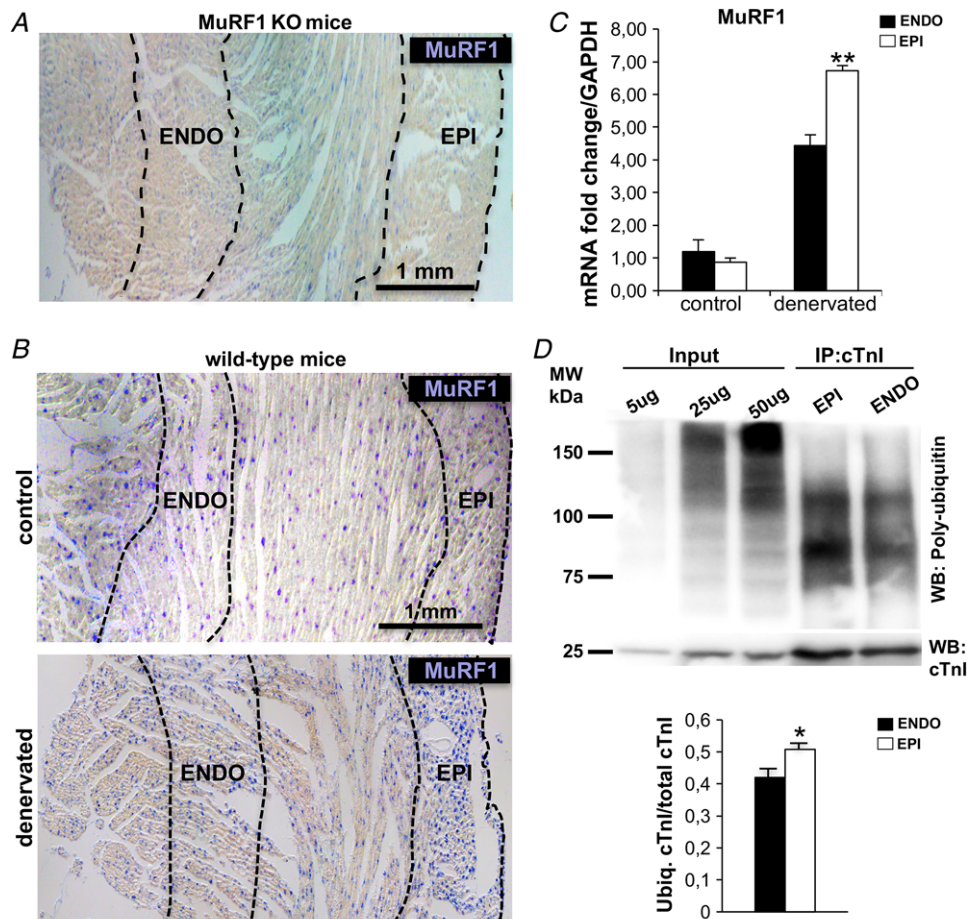 A
MuRF1 KO mice
MuRF1
ENDO
EPI
1 mm
B
wild-type mice
control
MuRF1
ENDO
EPI
1 mm
denervated
MuRF1
ENDO
EPI
C
MuRF1
ENDO
EPI
mRNA fold change/GAPDH
8,00
7,00
6,00
5,00
4,00
3,00
2,00
1,00
0,00
**
control
denervated
D
Input
IP:cTnI
MW
kDa
5ug
25ug
50ug
EPI
ENDO
150
100
75
25
WB: Poly-ubiquitin
WB:
cTnI
Ubiq. cTnI/total cTnI
0,6
0,5
0,4
0,3
0,2
0,1
0
*
ENDO
EPI